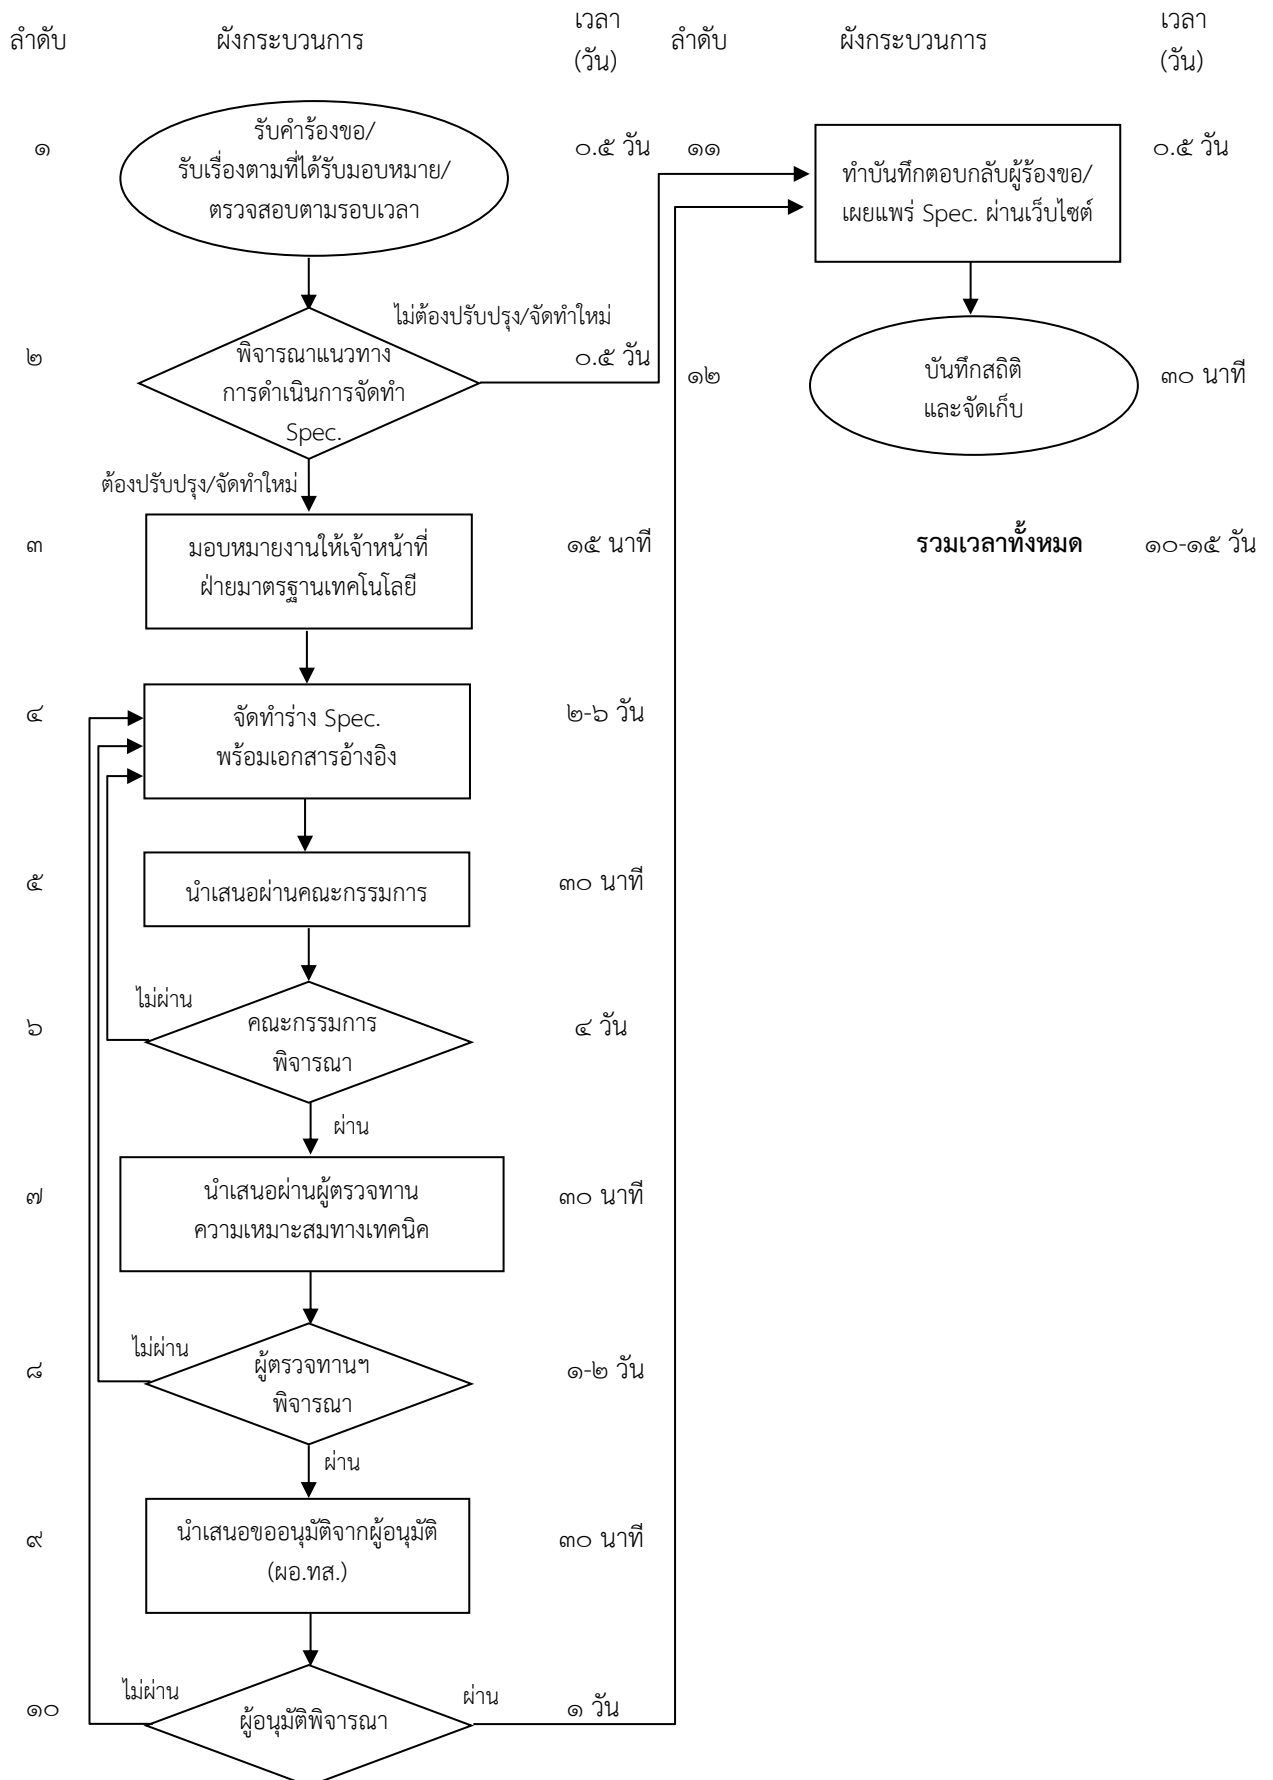 ลำดับ
ผังกระบวนการ
เวลา
(วัน)
๑
รับคำร้องขอ/
รับเรื่องตามที่ได้รับมอบหมาย/
ตรวจสอบตามรอบเวลา
๐.๕ วัน
ไม่ต้องปรับปรุง/จัดทำใหม่
๒
พิจารณาแนวทาง
การดำเนินการจัดทำ
Spec.
๐.๕ วัน
ต้องปรับปรุง/จัดทำใหม่
๓
มอบหมายงานให้เจ้าหน้าที่
ฝ่ายมาตรฐานเทคโนโลยี
๑๕ นาที
๔
จัดทำร่าง Spec.
พร้อมเอกสารอ้างอิง
๒-๖ วัน
๕
นำเสนอผ่านคณะกรรมการ
๓๐ นาที
ไม่ผ่าน
๖
คณะกรรมการ
พิจารณา
๔ วัน
ผ่าน
๗
นำเสนอผ่านผู้ตรวจทาน
ความเหมาะสมทางเทคนิค
๓๐ นาที
ไม่ผ่าน
๘
ผู้ตรวจทานฯ
พิจารณา
๑-๒ วัน
ผ่าน
๙
นำเสนอขออนุมัติจากผู้อนุมัติ
(ผอ.ทส.)
๓๐ นาที
ไม่ผ่าน
ผ่าน
๑๐
ผู้อนุมัติพิจารณา
๑ วัน
ลำดับ
ผังกระบวนการ
เวลา
(วัน)
๑๑
ทำบันทึกตอบกลับผู้ร้องขอ/
เผยแพร่ Spec. ผ่านเว็บไซต์
๐.๕ วัน
๑๒
บันทึกสถิติ
และจัดเก็บ
๓๐ นาที
รวมเวลาทั้งหมด
๑๐-๑๕ วัน